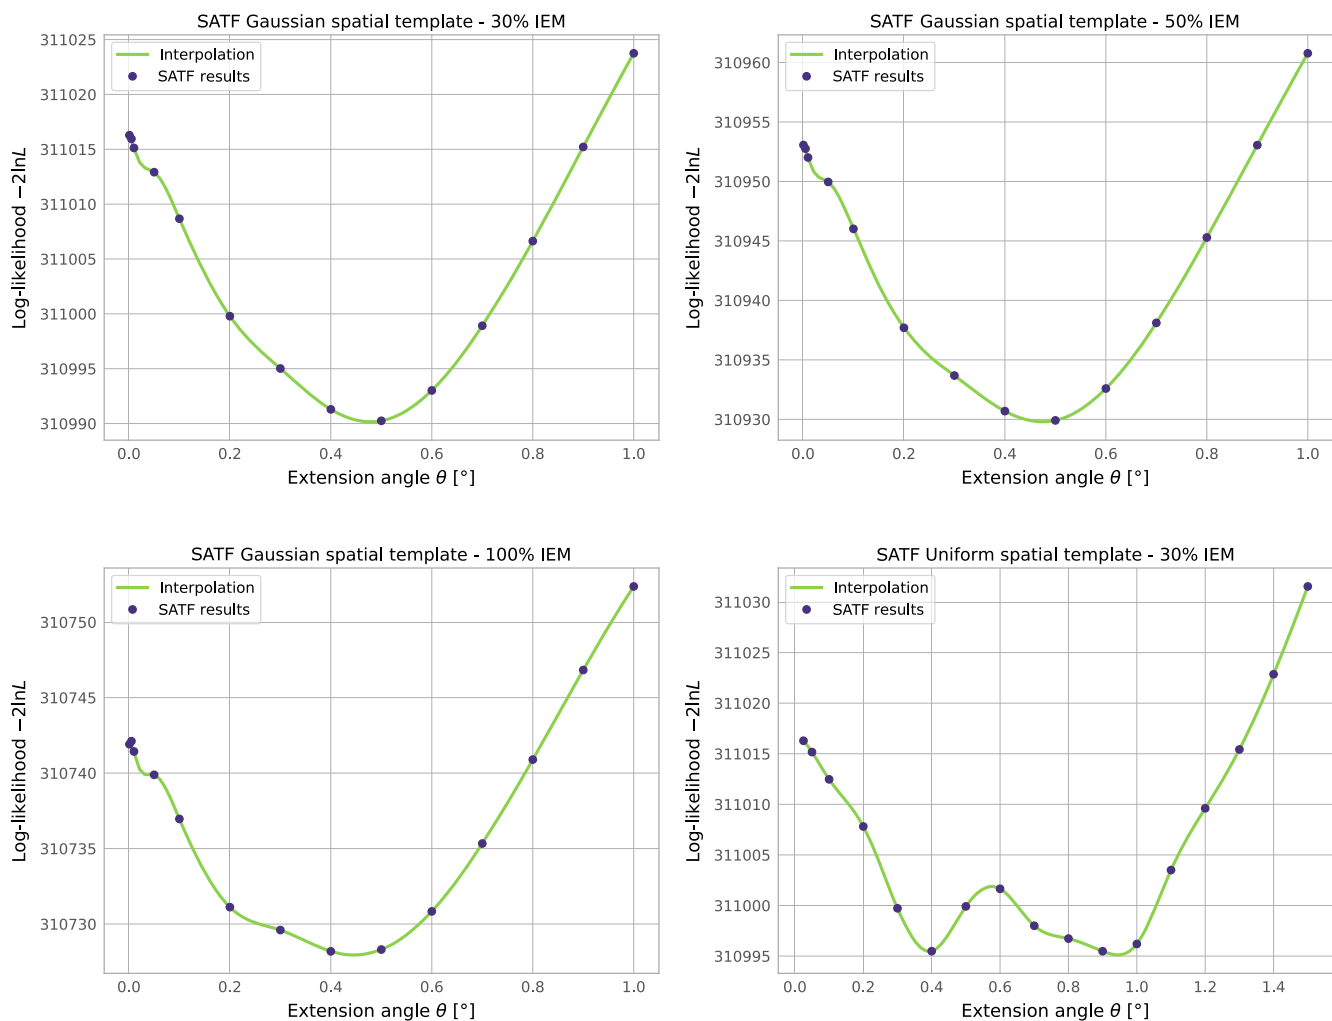 SATF Gaussian spatial template - 30% IEM
Interpolation
SATF results
311025
311020
311015
311010
311005
311000
310995
310990
Log-likelihood −2lnL
0.0 0.2 0.4 0.6 0.8 1.0
Extension angle θ [°]
SATF Gaussian spatial template - 50% IEM
Interpolation
SATF results
310960
310955
310950
310945
310940
310935
310930
Log-likelihood −2lnL
0.0 0.2 0.4 0.6 0.8 1.0
Extension angle θ [°]
SATF Gaussian spatial template - 100% IEM
Interpolation
SATF results
310750
310745
310740
310735
310730
Log-likelihood −2lnL
0.0 0.2 0.4 0.6 0.8 1.0
Extension angle θ [°]
SATF Uniform spatial template - 30% IEM
Interpolation
SATF results
311030
311025
311020
311015
311010
311005
311000
310995
Log-likelihood −2lnL
0.0 0.2 0.4 0.6 0.8 1.0 1.2 1.4
Extension angle θ [°]